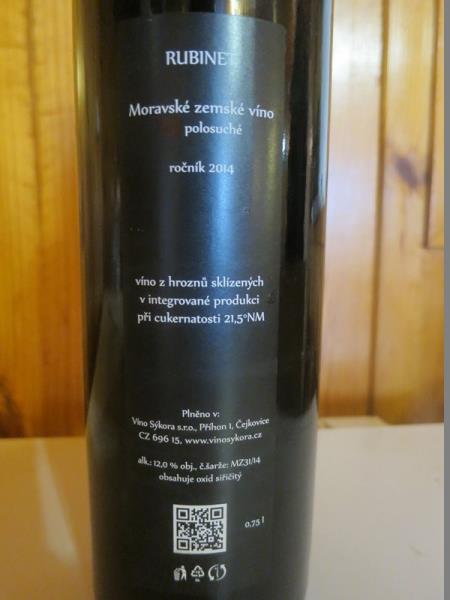 RUBINET
Moravské zemské víno
polosuché
ročník 2014
víno z hroznů sklízených
v integrované produkci
při cukernatosti 21,5°NM
Plněno v:
Víno Sýkora s.r.o., Příhon 1, Čejkovice
CZ 696 15, www.vinosykora.cz
alk.: 12,0 % obj., č.šarže: MZ31/14
obsahuje oxid siřičitý
0,75 l